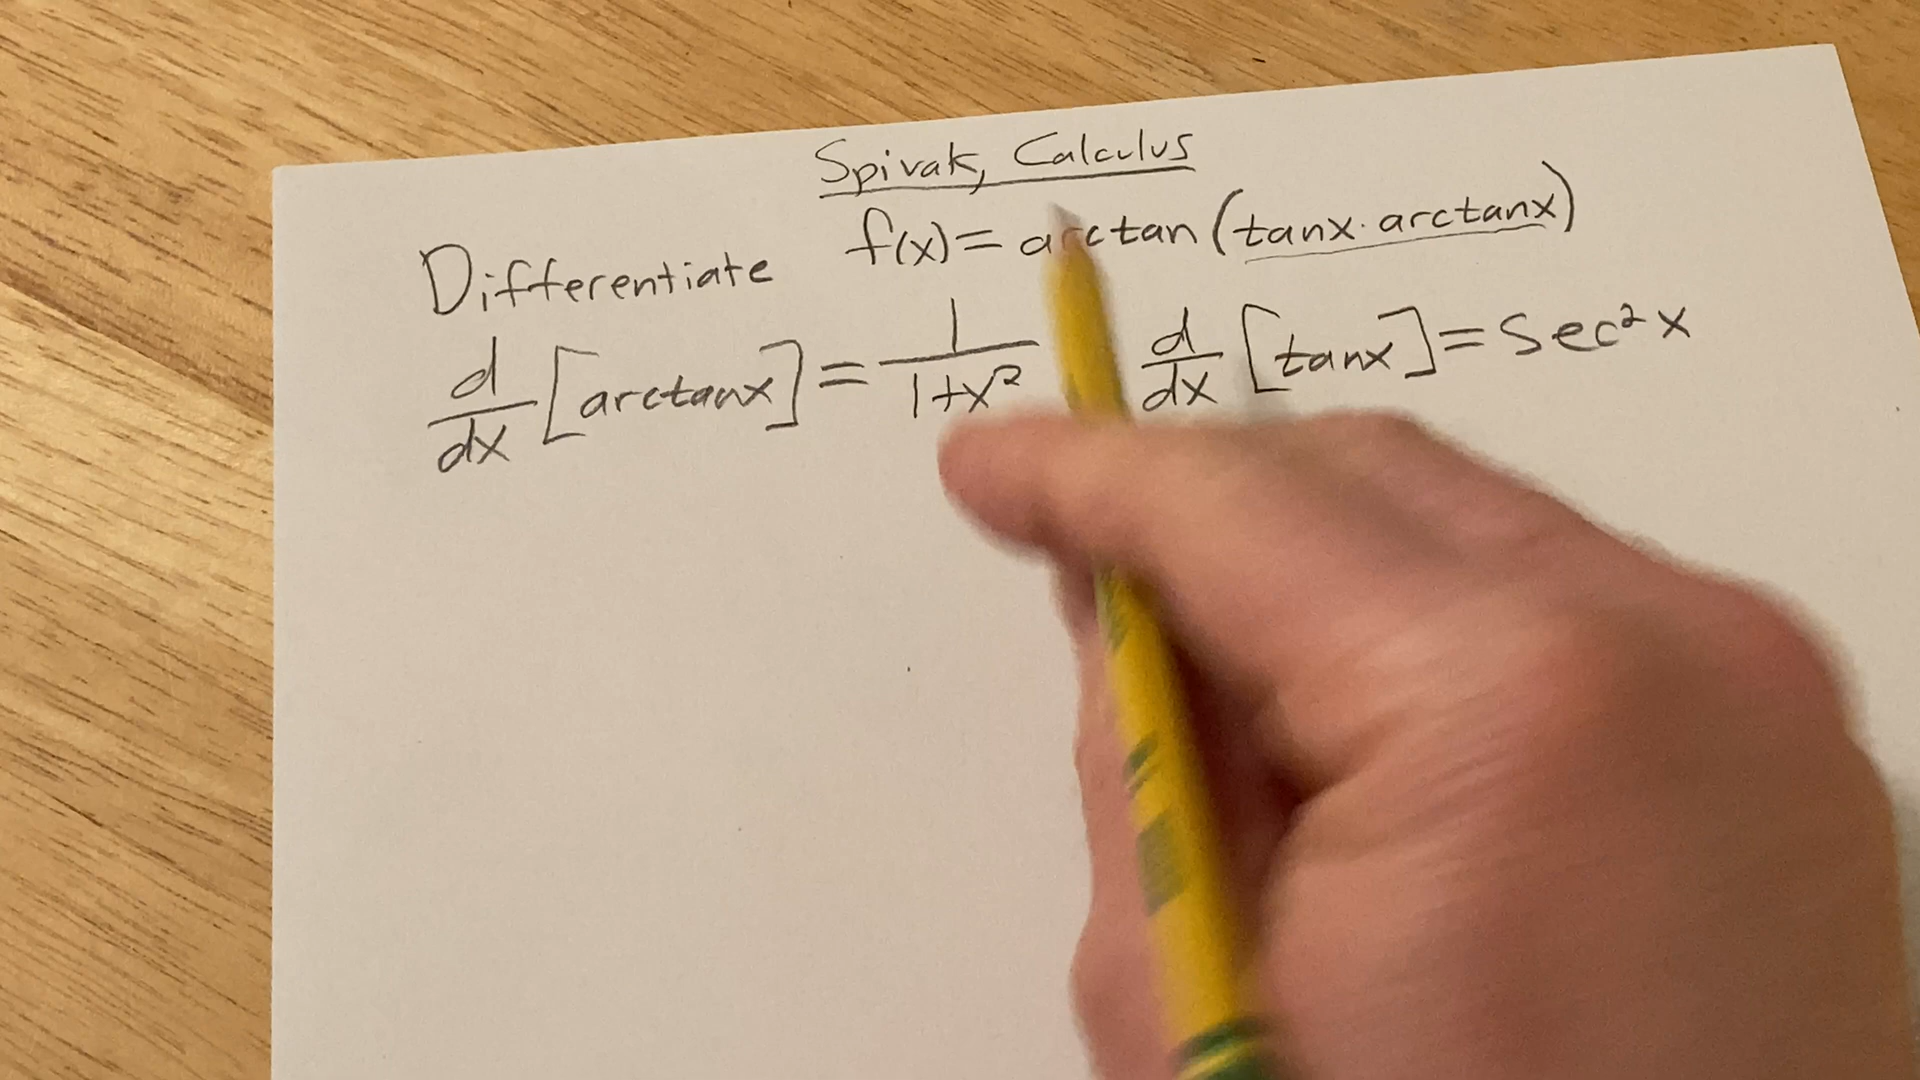 Spivak, Calculus
Differentiate f(x) = arctan(tanx·arctanx)
d/dx [arctanx] = 1/1+x² d/dx [tanx] = sec²x